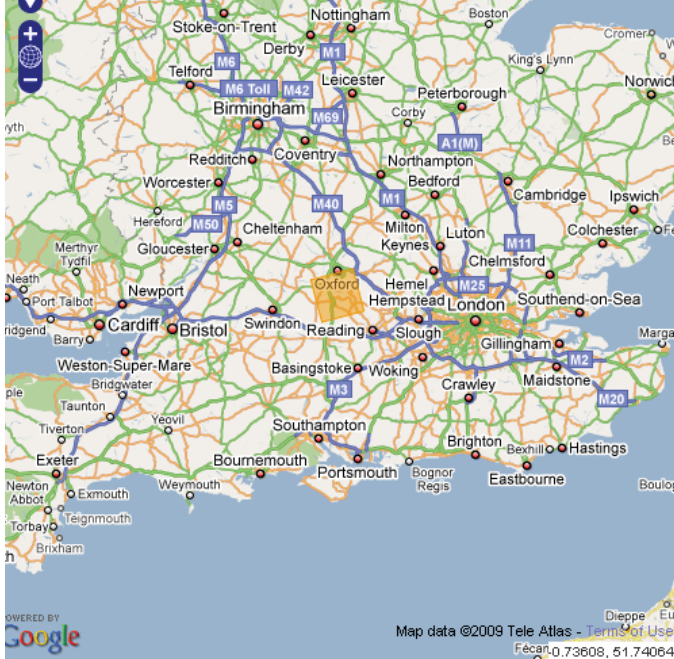 Stoke-on-Trent
Nottingham
Boston
Cromer
Derby
M1
King's Lynn
M6
Telford
Leicester
M6 Toll
M42
Peterborough
Norwich
Birmingham
Corby
M69
A1(M)
Coventry
Redditch
Northampton
Worcester
Bedford
Cambridge
Ipswich
M5
M40
M1
Hereford
M50
Cheltenham
Milton
Keynes
Luton
M11
Colchester
Gloucester
Merthyr
Tydfil
Chelmsford
Neath
Oxford
Hemel
Hempstead
M25
Port Talbot
Newport
London
Southend-on-Sea
Cardiff
Bristol
Swindon
Reading
Slough
Barry
Gillingham
M2
Weston-Super-Mare
Basingstoke
Woking
Maidstone
Bridgwater
M3
Crawley
M20
Taunton
Tiverton
Yeovil
Southampton
Brighton
Bexhill
Hastings
Exeter
Bournemouth
Portsmouth
Bognor
Regis
Eastbourne
Newton
Abbot
Exmouth
Weymouth
Teignmouth
Torbay
Brixham
POWERED BY
Google
Dieppe
Map data ©2009 Tele Atlas - Terms of Use
-0.73608, 51.74064